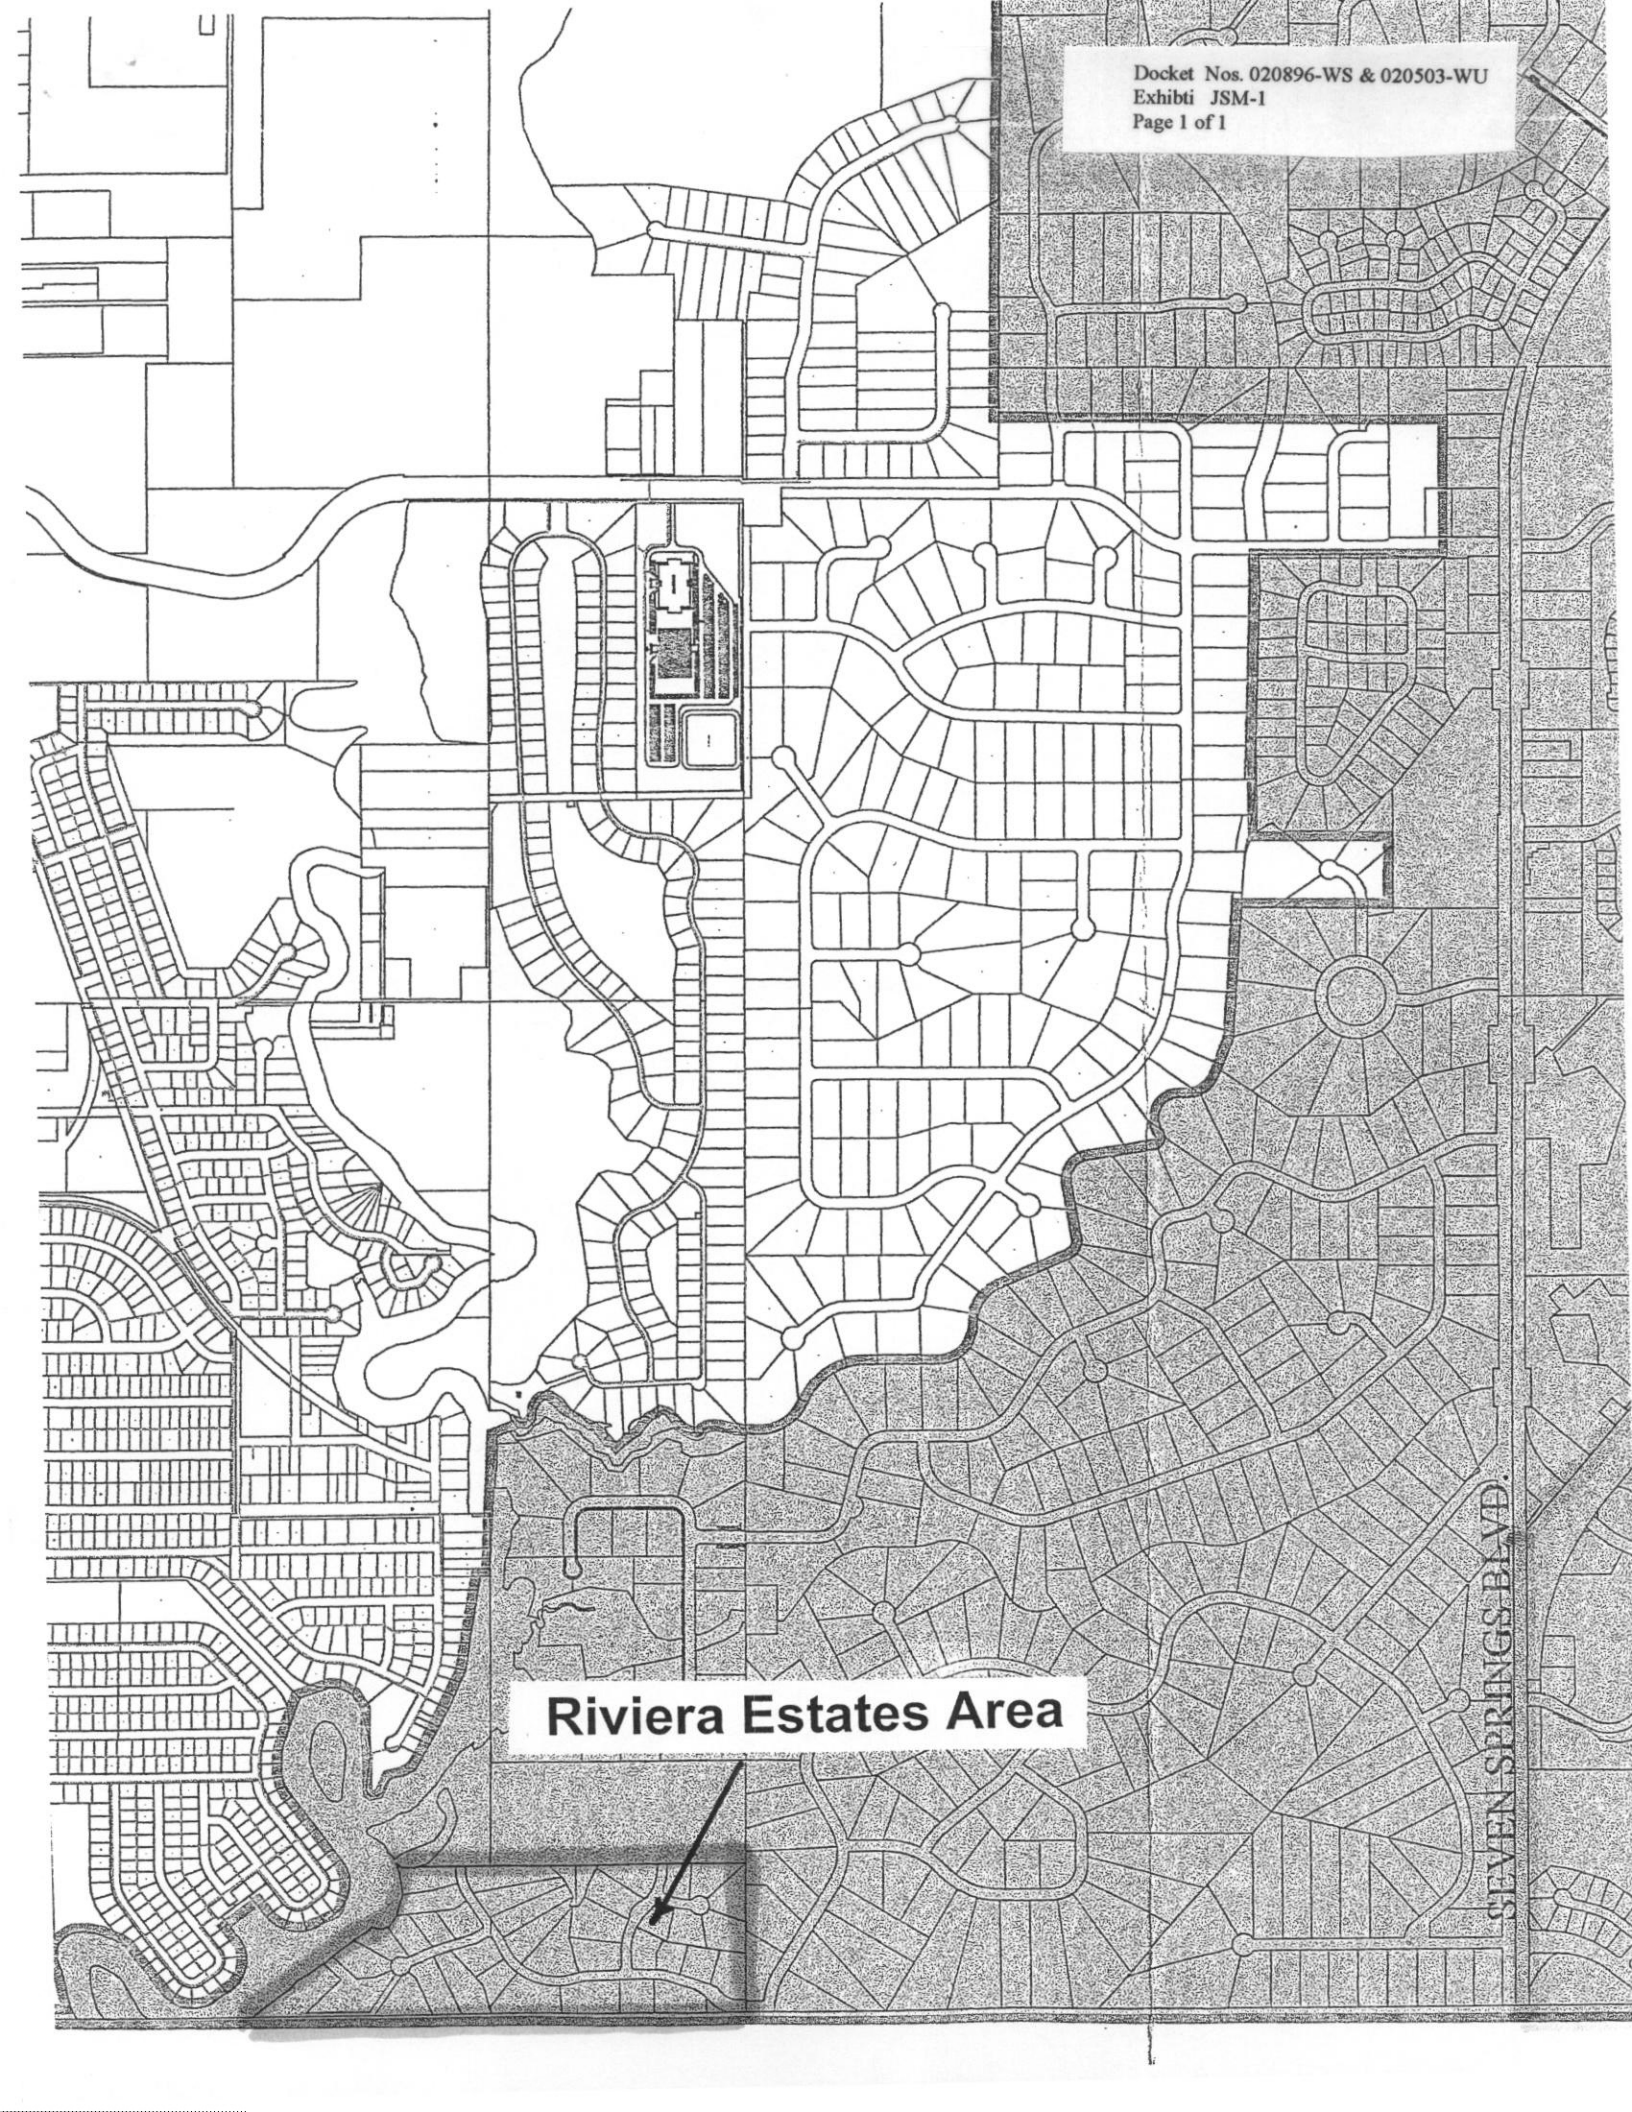 Docket Nos. 020896-WS & 020503-WU
Exhibti JSM-1
Page 1 of 1
Riviera Estates Area
SEVEN SPRINGS BLVD.